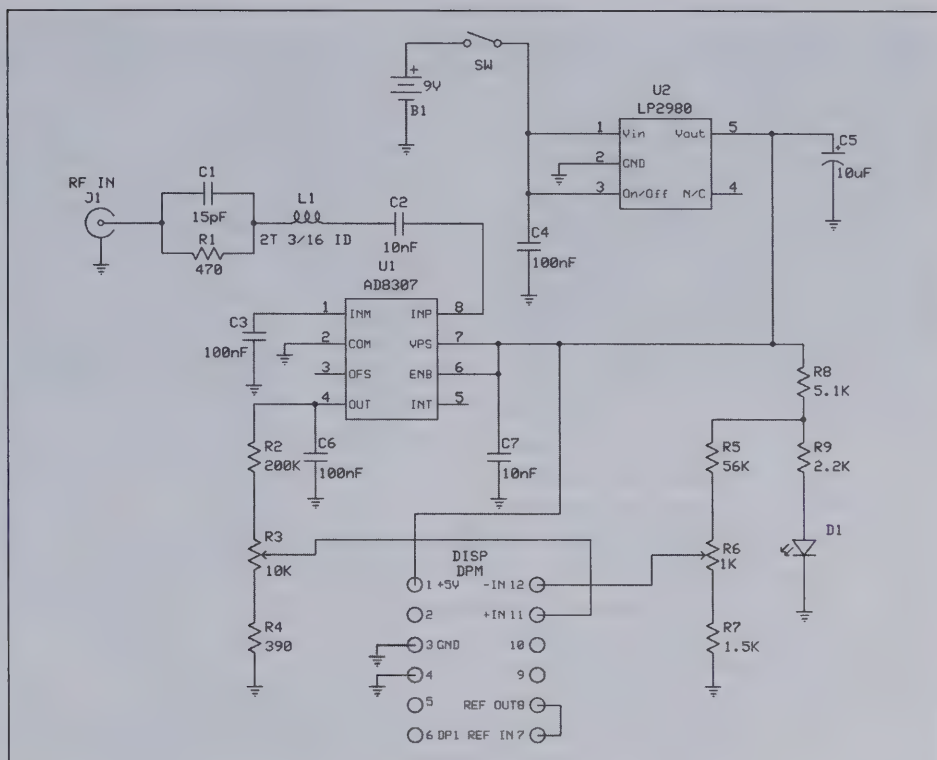 SW
+
9V
B1
U2
LP2980
1 Vin Vout 5
2 GND
3 On/Off N/C 4
+
C5
10uF
RF IN
J1
C1
15pF
R1
470
L1
2T 3/16 ID
C2
10nF
C4
100nF
U1
AD8307
1 INM INP 8
2 COM VPS 7
3 OFS ENB 6
4 OUT INT 5
C3
100nF
R8
5.1K
R2
200K
C6
100nF
C7
10nF
R5
56K
R9
2.2K
D1
R3
10K
DISP
DPM
R6
1K
1 +5V -IN 12
2 +IN 11
3 GND 10
4 9
5 REF OUT8
6 DP1 REF IN 7
R4
390
R7
1.5K